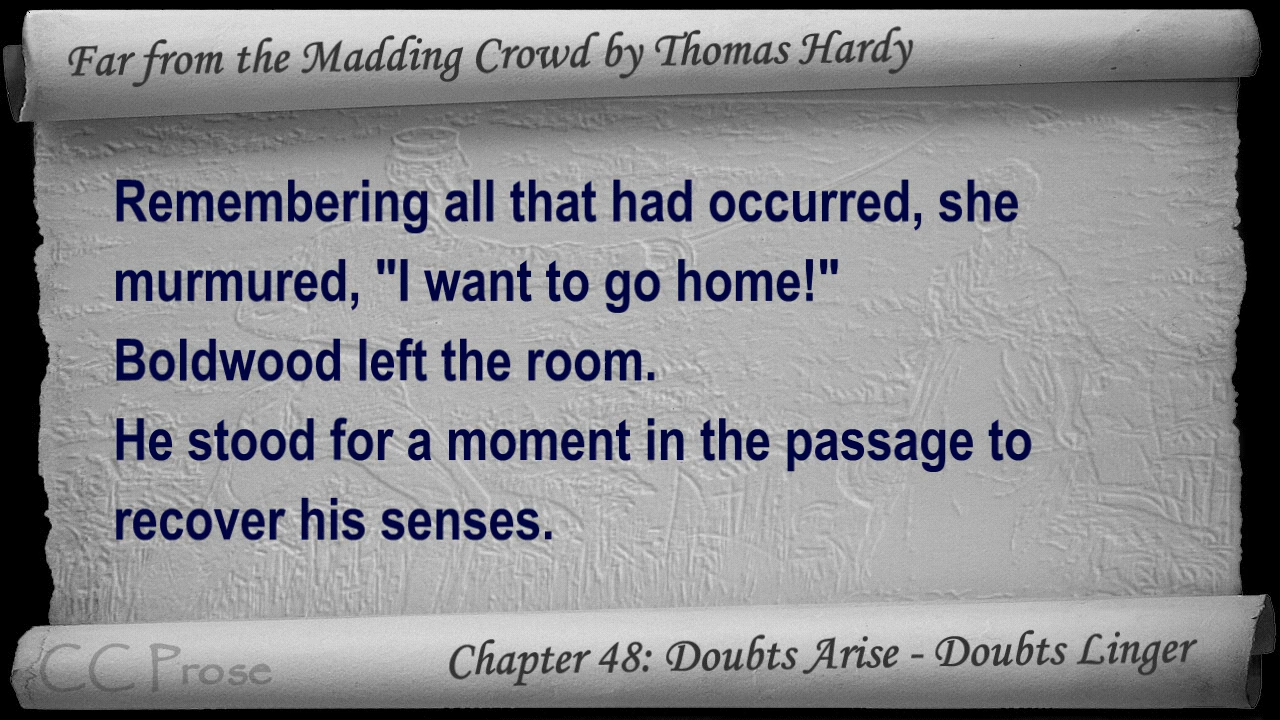 Far from the Madding Crowd by Thomas Hardy
Remembering all that had occurred, she
murmured, "I want to go home!"
Boldwood left the room.
He stood for a moment in the passage to
recover his senses.
CC Prose
Chapter 48: Doubts Arise - Doubts Linger